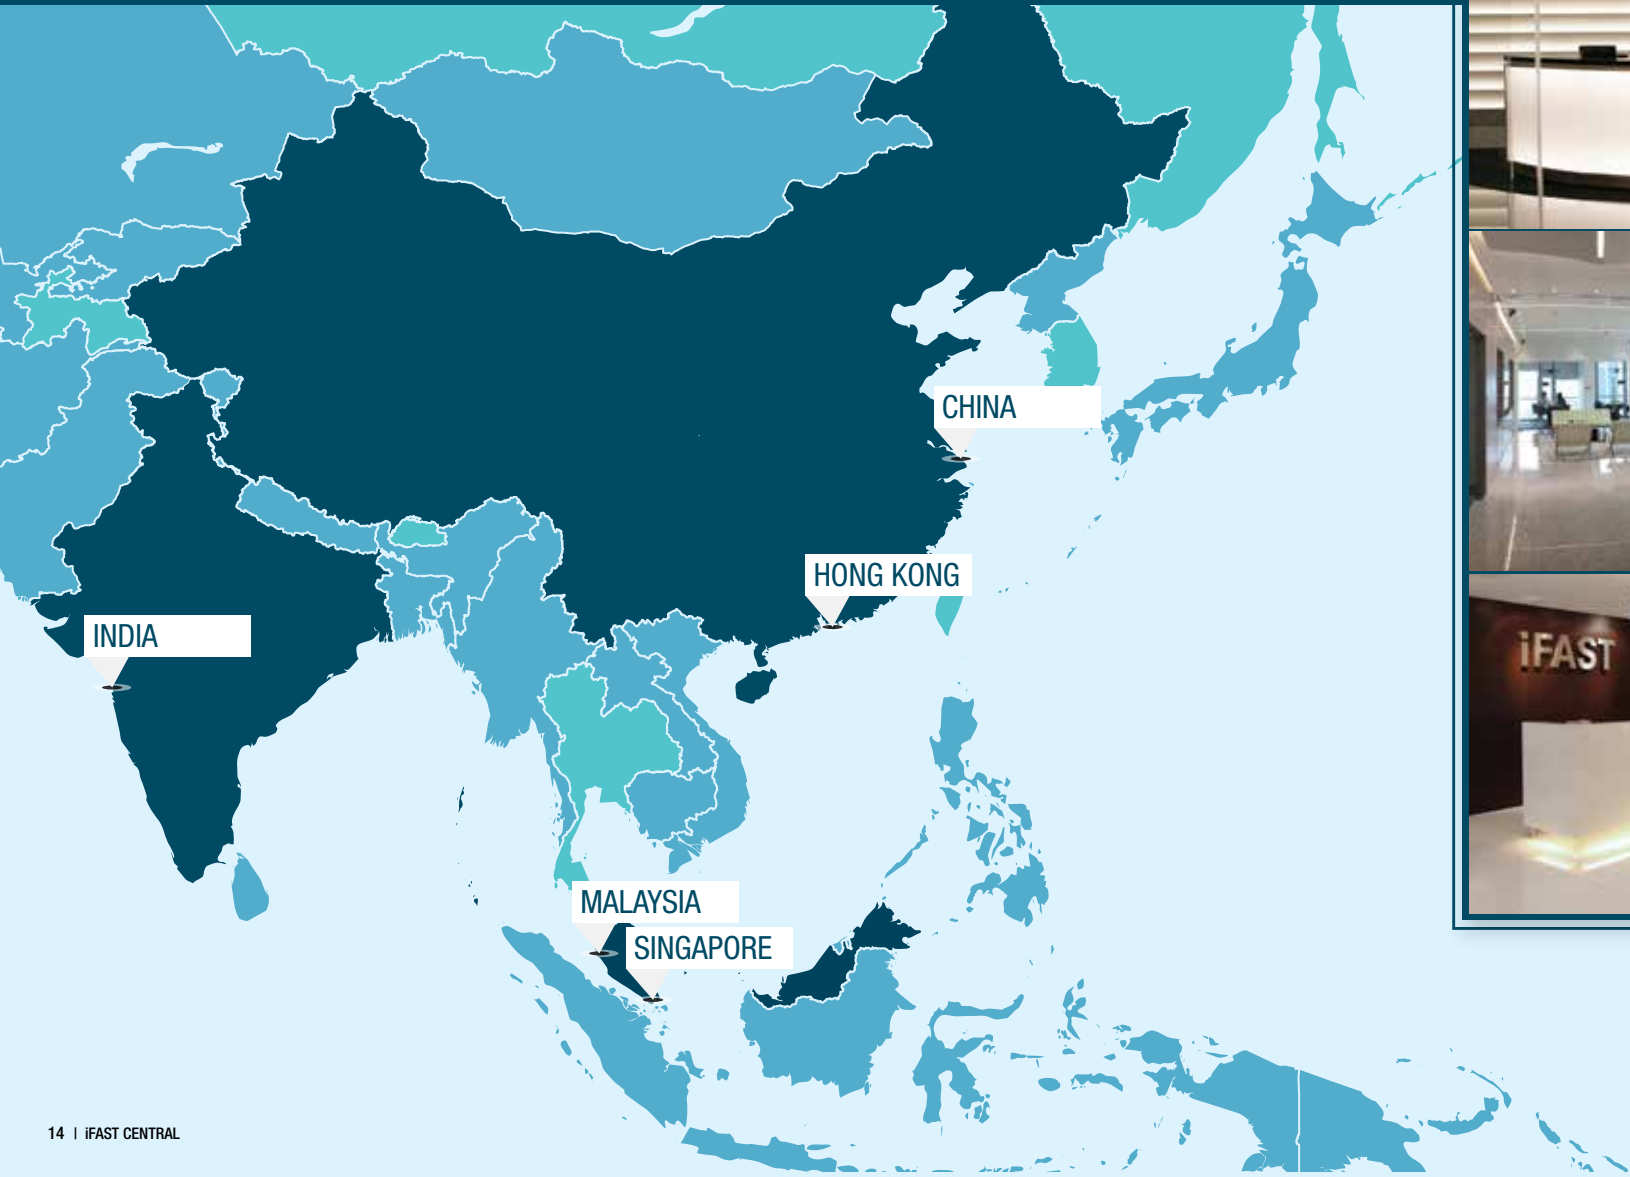 CHINA
HONG KONG
INDIA
iFAST
MALAYSIA
SINGAPORE
14 | iFAST CENTRAL